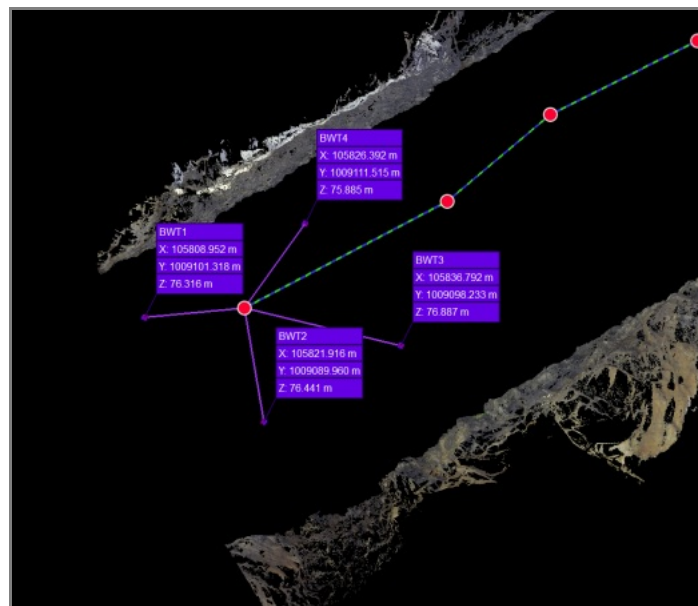 BWT4
X: 105826.392 m
Y: 1009111.515 m
Z: 75.885 m
BWT1
X: 105808.952 m
Y: 1009101.318 m
Z: 76.316 m
BWT3
X: 105836.792 m
Y: 1009098.233 m
Z: 76.887 m
BWT2
X: 105821.916 m
Y: 1009089.960 m
Z: 76.441 m